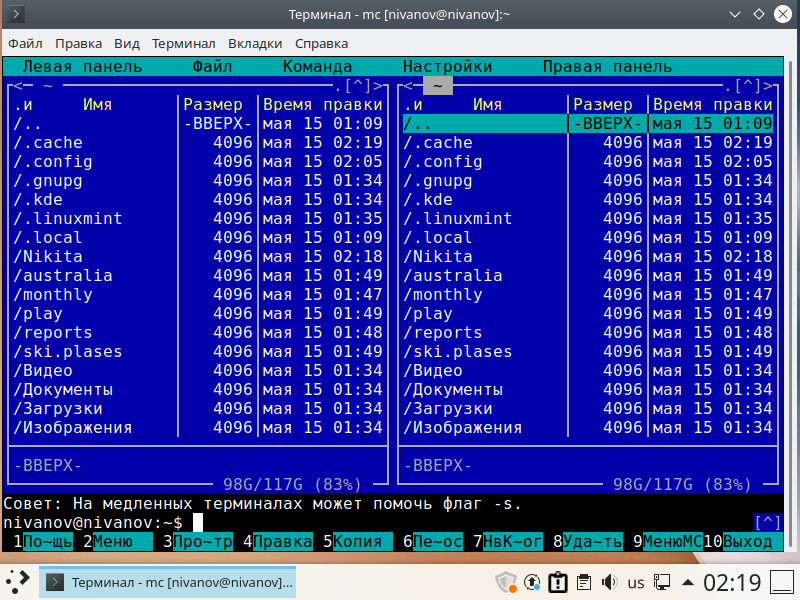 Терминал - mc [nivanov@nivanov]:~
Файл Правка Вид Терминал Вкладки Справка
Левая панель Файл Команда Настройки Правая панель
<─ ~ .[^]> <─ ~ .[^]>
.и Имя Размер Время правки .и Имя Размер Время правки
/.. -ВВЕРХ- мая 15 01:09 /.. -ВВЕРХ- мая 15 01:09
/.cache 4096 мая 15 02:19 /.cache 4096 мая 15 02:19
/.config 4096 мая 15 02:05 /.config 4096 мая 15 02:05
/.gnupg 4096 мая 15 01:34 /.gnupg 4096 мая 15 01:34
/.kde 4096 мая 15 01:34 /.kde 4096 мая 15 01:34
/.linuxmint 4096 мая 15 01:35 /.linuxmint 4096 мая 15 01:35
/.local 4096 мая 15 01:09 /.local 4096 мая 15 01:09
/Nikita 4096 мая 15 02:18 /Nikita 4096 мая 15 02:18
/australia 4096 мая 15 01:49 /australia 4096 мая 15 01:49
/monthly 4096 мая 15 01:47 /monthly 4096 мая 15 01:47
/play 4096 мая 15 01:49 /play 4096 мая 15 01:49
/reports 4096 мая 15 01:48 /reports 4096 мая 15 01:48
/ski.plases 4096 мая 15 01:49 /ski.plases 4096 мая 15 01:49
/Видео 4096 мая 15 01:34 /Видео 4096 мая 15 01:34
/Документы 4096 мая 15 01:34 /Документы 4096 мая 15 01:34
/Загрузки 4096 мая 15 01:34 /Загрузки 4096 мая 15 01:34
/Изображения 4096 мая 15 01:34 /Изображения 4096 мая 15 01:34
-ВВЕРХ- -ВВЕРХ-
98G/117G (83%) 98G/117G (83%)
Совет: На медленных терминалах может помочь флаг -s.
nivanov@nivanov:~$ [^]
1По~щь 2Меню 3Про~тр 4Правка 5Копия 6Пе~ос 7НвК~ог 8Уда~ть 9МенюMC 10Выход
Терминал - mc [nivanov@nivanov]... us 02:19